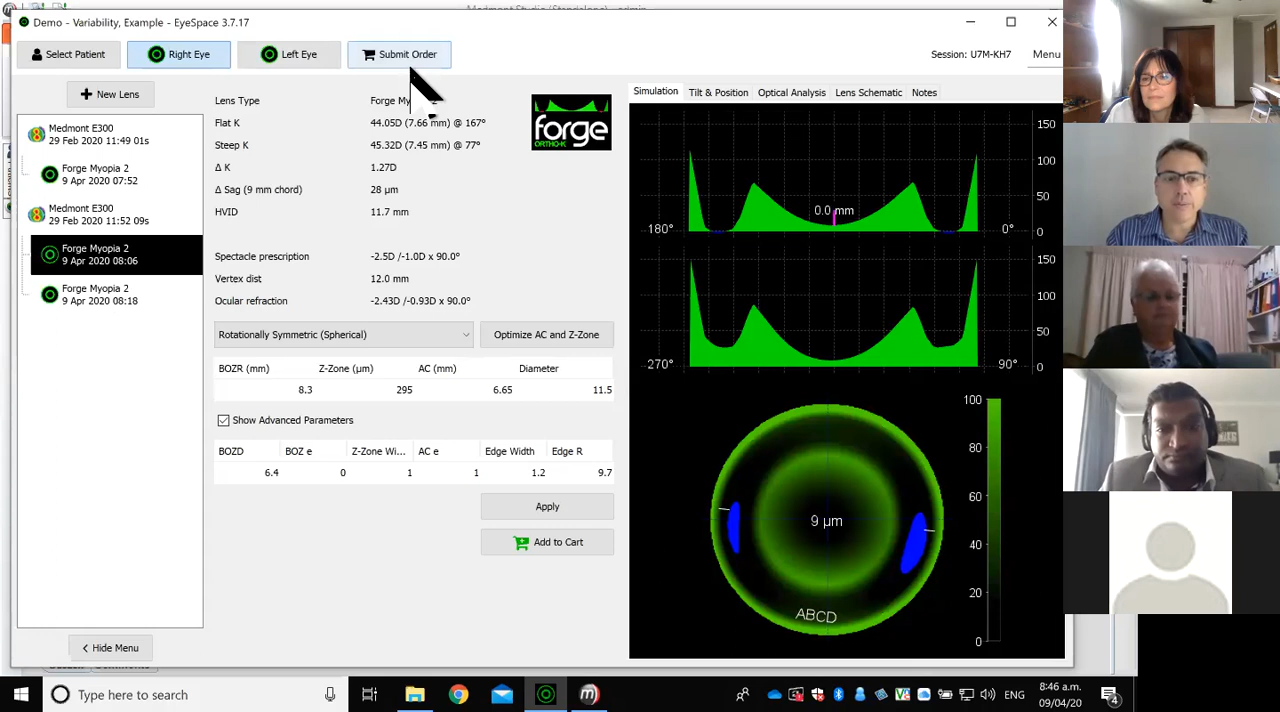 Demo - Variability, Example - EyeSpace 3.7.17
Select Patient
Right Eye
Left Eye
Submit Order
Session: U7M-KH7
Menu
New Lens
Medmont E300
29 Feb 2020 11:49 01s
Forge Myopia 2
9 Apr 2020 07:52
Medmont E300
29 Feb 2020 11:52 09s
Forge Myopia 2
9 Apr 2020 08:06
Forge Myopia 2
9 Apr 2020 08:18
Hide Menu
Lens Type
Flat K 44.05D (7.66 mm) @ 167°
Steep K 45.32D (7.45 mm) @ 77°
Δ K 1.27D
Δ Sag (9 mm chord) 28 µm
HVID 11.7 mm
Spectacle prescription -2.5D /-1.0D x 90.0°
Vertex dist 12.0 mm
Ocular refraction -2.43D /-0.93D x 90.0°
forge
ORTHO-K
Rotationally Symmetric (Spherical)
Optimize AC and Z-Zone
BOZR (mm) Z-Zone (µm) AC (mm) Diameter
8.3 295 6.65 11.5
Show Advanced Parameters
BOZD BOZ e Z-Zone Wi... AC e Edge Width Edge R
6.4 0 1 1 1.2 9.7
Apply
Add to Cart
Simulation Tilt & Position Optical Analysis Lens Schematic Notes
150
100
50
0
0.0 mm
180° 0°
150
100
50
0
270° 90°
100
80
60
40
20
0
9 µm
ABCD
Type here to search
ENG
8:46 a.m.
09/04/20
4